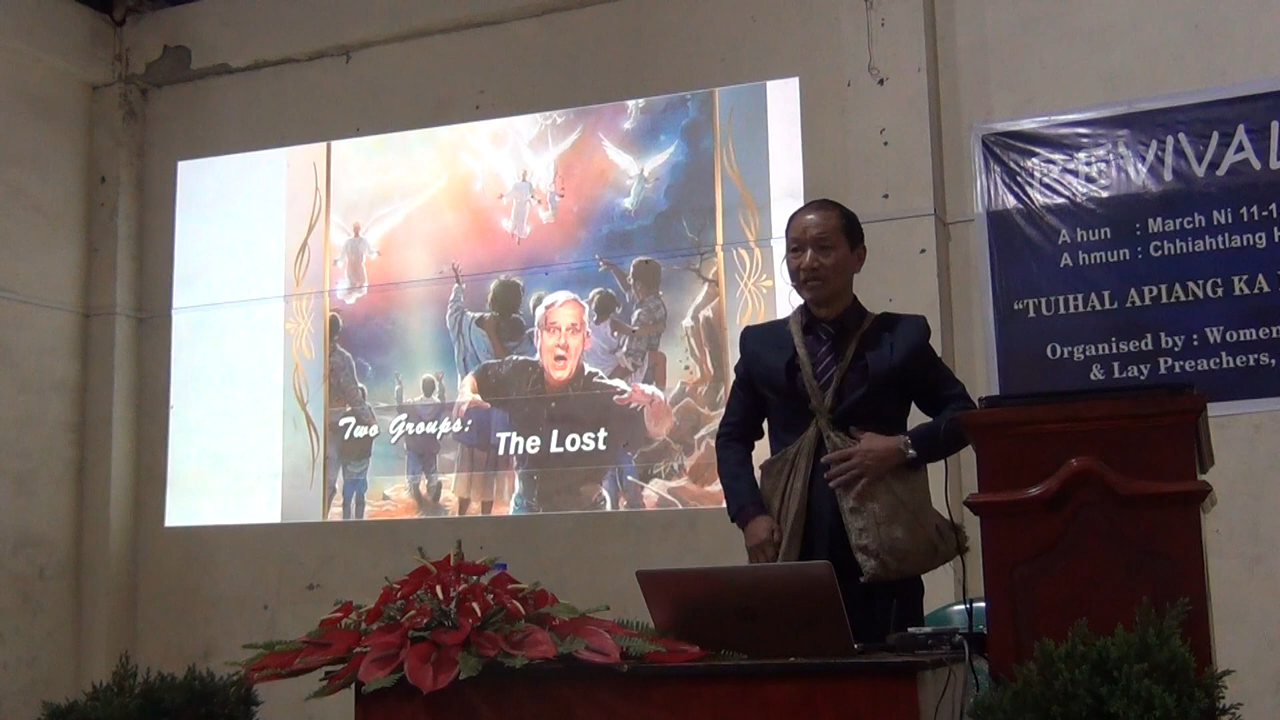 Two Groups:
The Lost
REVIVAL
A hun : March Ni 11-1
A hmun : Chhiahtlang H
“TUIHAL APIANG KA
Organised by : Women
& Lay Preachers,